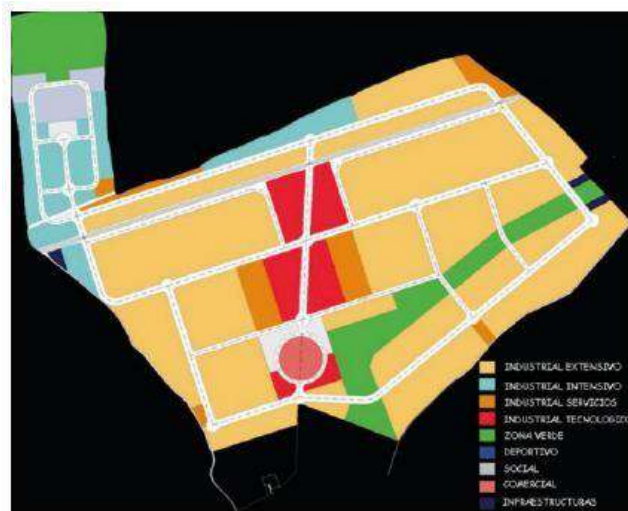 INDUSTRIAL EXTENSIVO
INDUSTRIAL INTENSIVO
INDUSTRIAL SERVICIOS
INDUSTRIAL TECNOLOGICO
ZONA VERDE
DEPORTIVO
SOCIAL
COMERCIAL
INFRAESTRUCTURAS